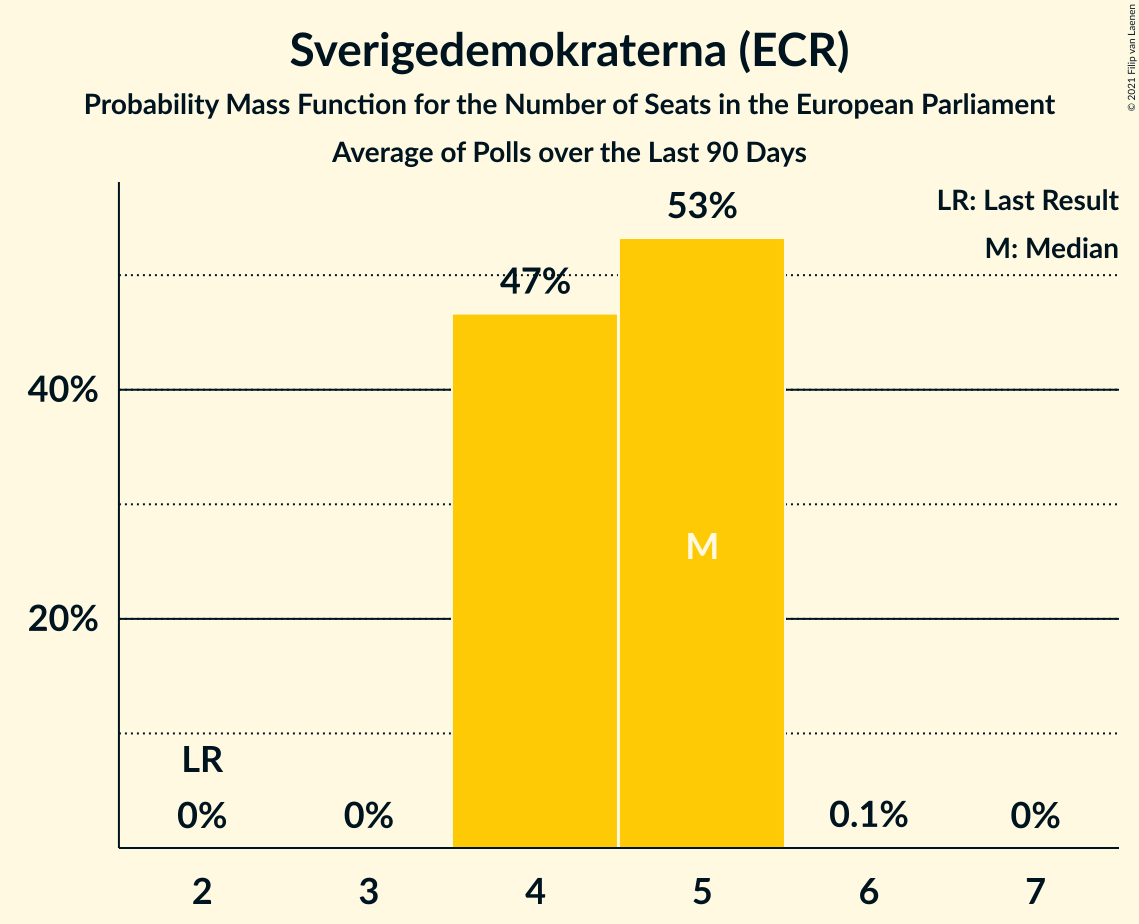 Sverigedemokraterna (ECR)
Probability Mass Function for the Number of Seats in the European Parliament
Average of Polls over the Last 90 Days
© 2021 Filip van Laenen
LR: Last Result
M: Median
53%
47%
40%
20%
M
LR
0%
0%
0.1%
0%
2
3
4
5
6
7